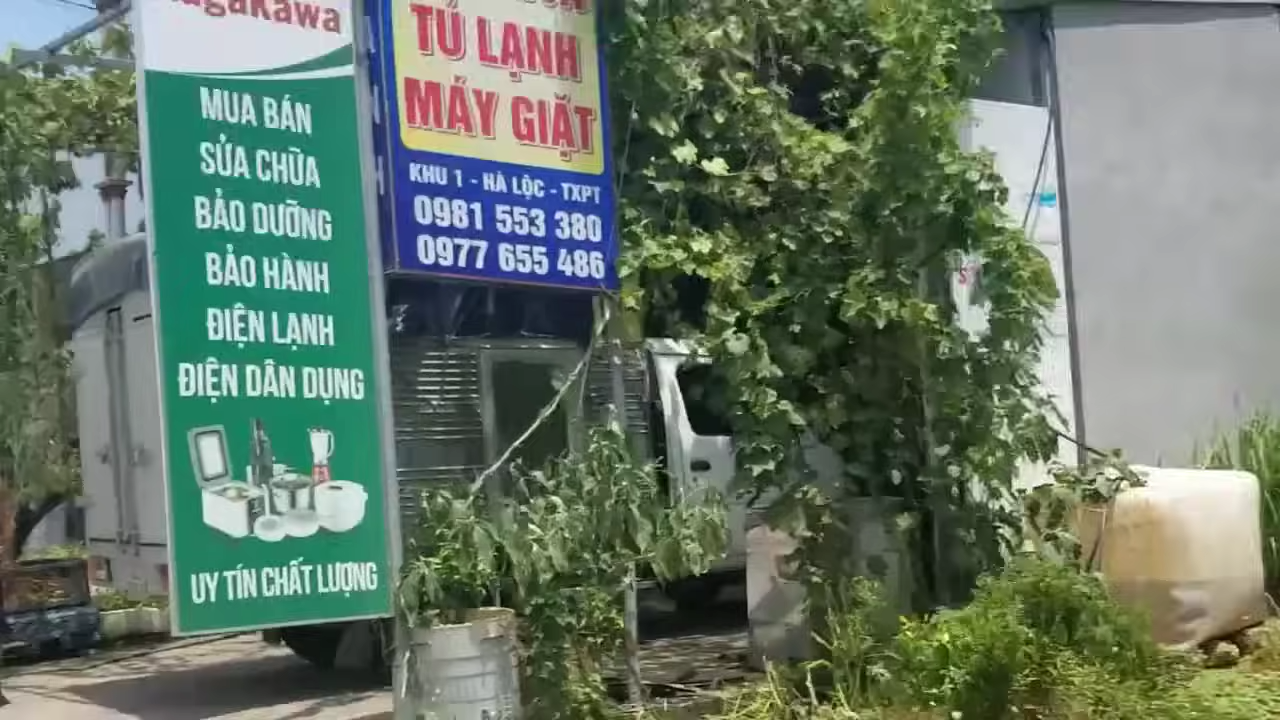 MUA BÁN
SỬA CHỮA
BẢO DƯỠNG
BẢO HÀNH
ĐIỆN LẠNH
ĐIỆN DÂN DỤNG
UY TÍN CHẤT LƯỢNG
TỦ LẠNH
MÁY GIẶT
KHU 1 - HÀ LỘC - TXPT
0981 553 380
0977 655 486